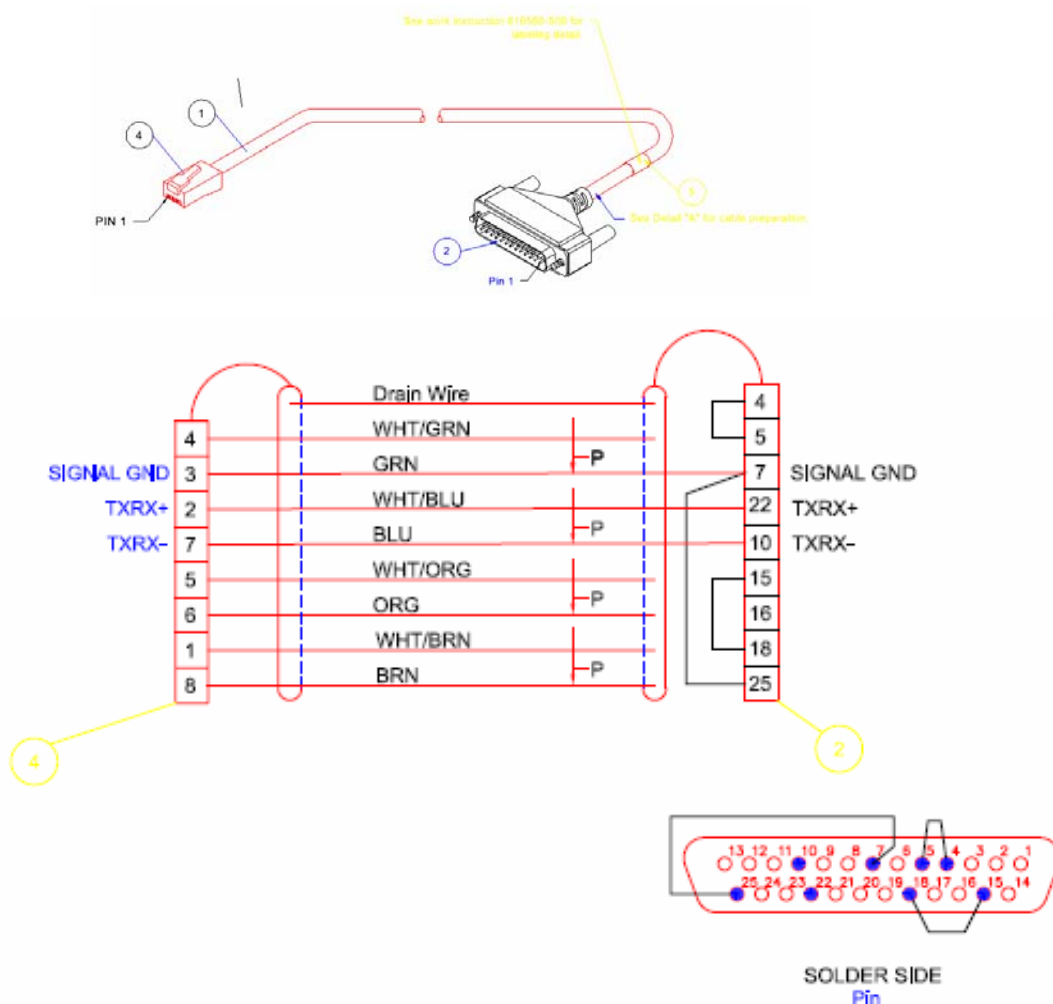 See work instruction 610560-500 for
labeling detail.
1
4
PIN 1
5
See Detail "A" for cable preparation
2
Pin 1
Drain Wire
4
4
WHT/GRN
5
P
SIGNAL GND
3
GRN
7
SIGNAL GND
TXRX+
2
WHT/BLU
22
TXRX+
P
TXRX-
7
BLU
10
TXRX-
5
WHT/ORG
15
P
6
ORG
16
1
WHT/BRN
18
P
8
BRN
25
4
2
13 12 11 10 9 8 7 6 5 4 3 2 1
25 24 23 22 21 20 19 18 17 16 15 14
SOLDER SIDE
Pin